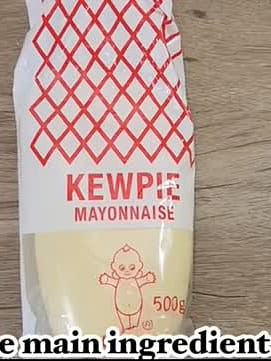 KEWPIE
MAYONNAISE
500g
e main ingredient